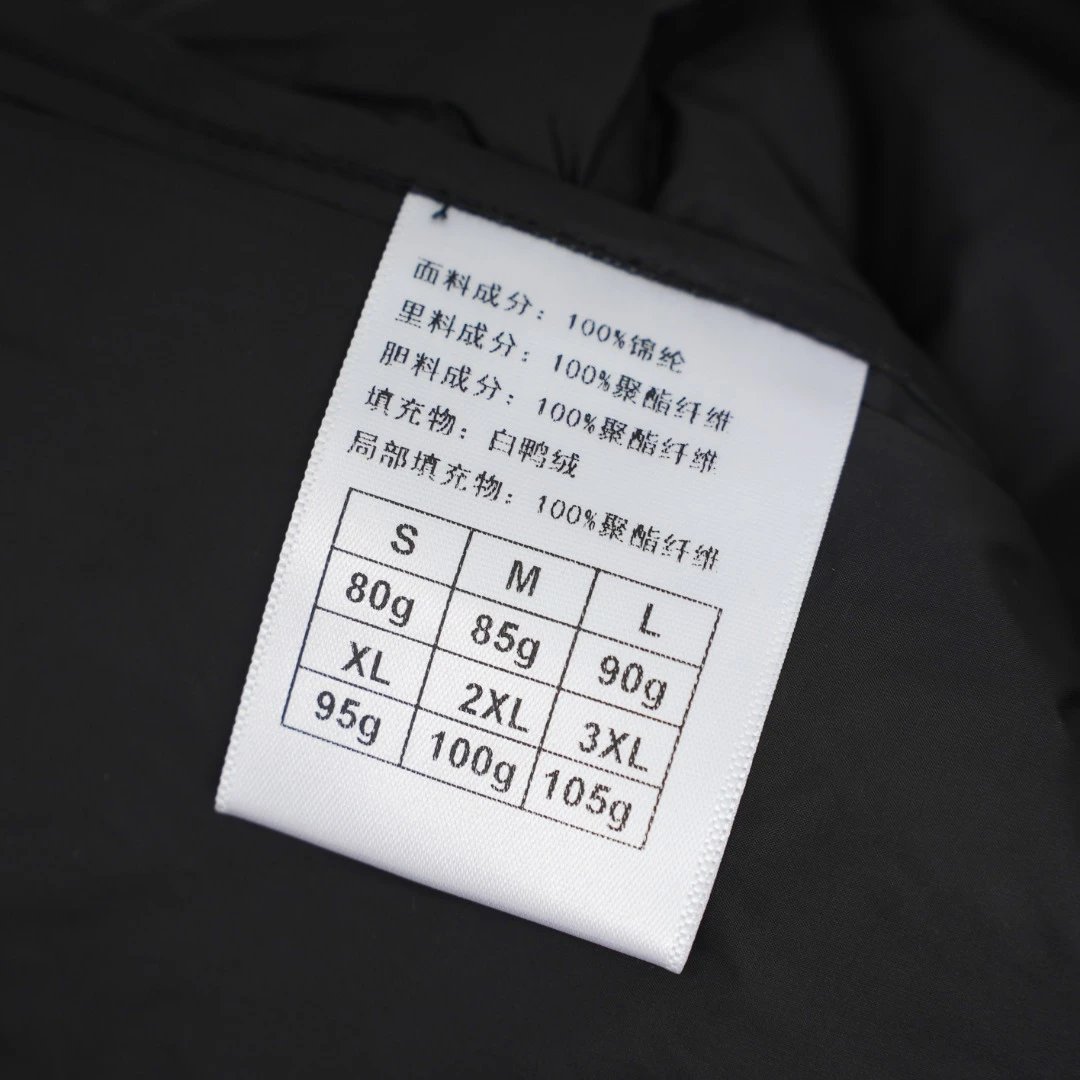 面料成分：100%锦纶
里料成分：100%聚酯纤维
胆料成分：100%聚酯纤维
填充物：白鸭绒
局部填充物：100%聚酯纤维
S M L
80g 85g 90g
XL 2XL 3XL
95g 100g 105g